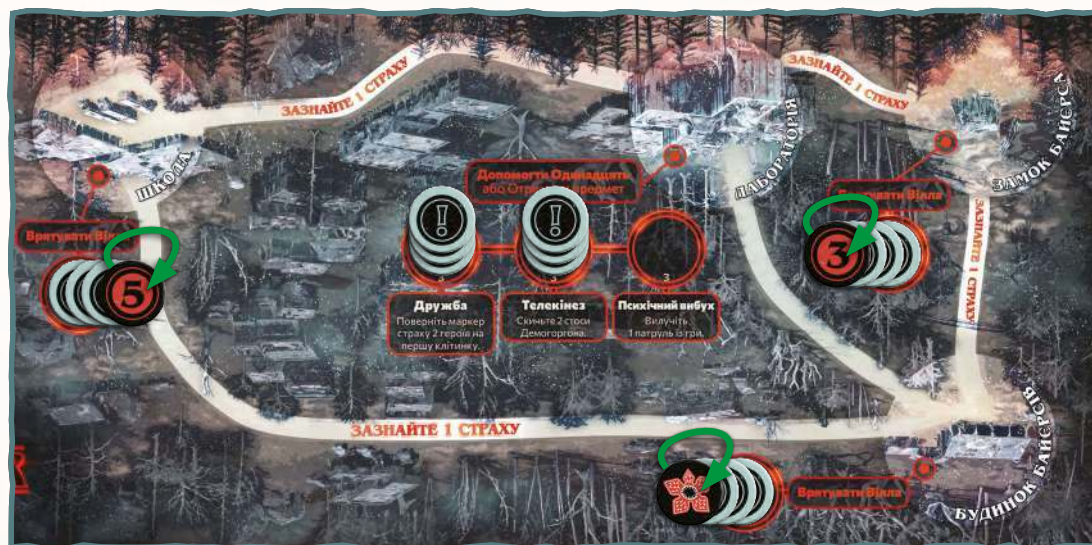 ЗАЗНАЙТЕ 1 СТРАХУ
ЗАЗНАЙТЕ 1 СТРАХУ
ШКОЛА
ЛАБОРАТОРІЯ
ЗАМОК БАЙЄРСА
Допомогти Одинадцять
або Отримати предмет
Врятувати Вілла
Врятувати Вілла
5
3
ЗАЗНАЙТЕ 1 СТРАХУ
3
Дружба
Поверніть маркер
страху 2 героїв на
першу клітинку.
Телекінез
Скиньте 2 стоси
Демогоргона.
Психічний вибух
Вилучіть
1 патруль із гри.
ЗАЗНАЙТЕ 1 СТРАХУ
Врятувати Вілла
БУДИНОК БАЙЄРСІВ